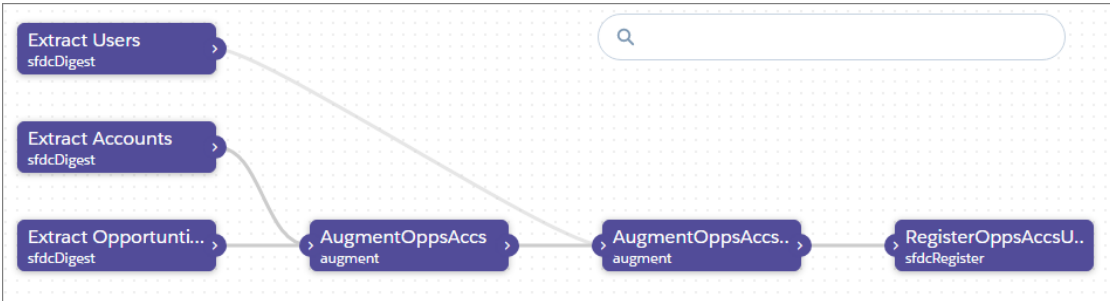 Extract Users
sfdcDigest
Extract Accounts
sfdcDigest
Extract Opportunti...
sfdcDigest
AugmentOppsAccs
augment
AugmentOppsAccs..
augment
RegisterOppsAccsU..
sfdcRegister